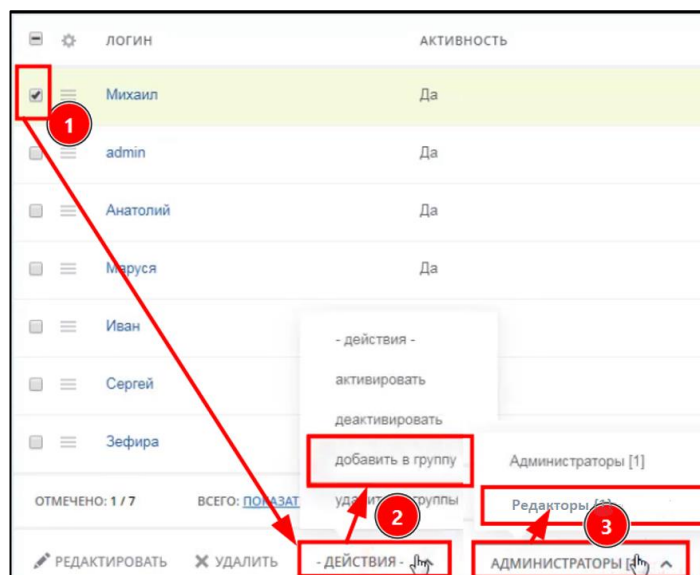 ЛОГИН АКТИВНОСТЬ
Михаил Да
1
admin Да
Анатолий Да
Маруся Да
Иван
- действия -
Сергей активировать
деактивировать
Зефира
добавить в группу Администраторы [1]
ОТМЕЧЕНО: 1 / 7 ВСЕГО:
2
Редакторы
3
РЕДАКТИРОВАТЬ УДАЛИТЬ - ДЕЙСТВИЯ - АДМИНИСТРАТОРЫ